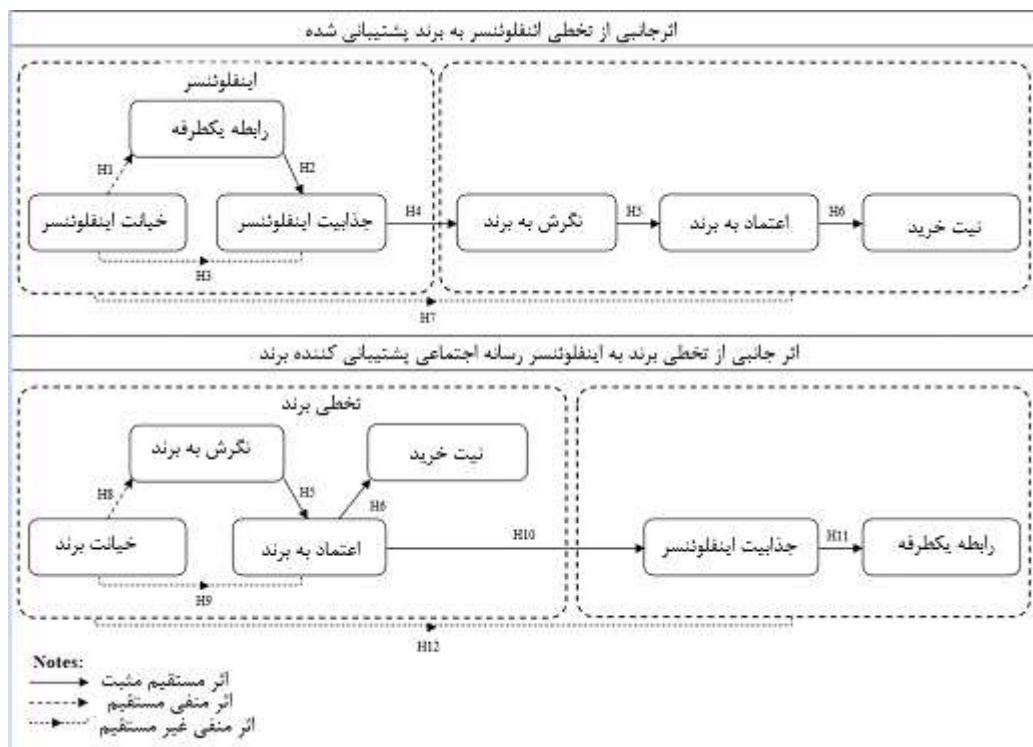 اثرجانبی از تخطی اتنفلوئنسر به برند پشتیبانی شده
اینفلوئنسر
رابطه یکطرفه
H1
H2
خیانت اینفلوئنسر
جذابیت اینفلوئنسر
H4
نگرش به برند
H5
اعتماد به برند
H6
نیت خرید
H3
H7
اثر جانبی از تخطی برند به اینفلوئنسر رسانه اجتماعی پشتیبانی کننده برند
تخطی برند
نگرش به برند
نیت خرید
H8
H5
H6
خیانت برند
اعتماد به برند
H10
جذابیت اینفلوئنسر
H11
رابطه یکطرفه
H9
H12
Notes:
اثر مستقیم مثبت
اثر منفی مستقیم
اثر منفی غیر مستقیم